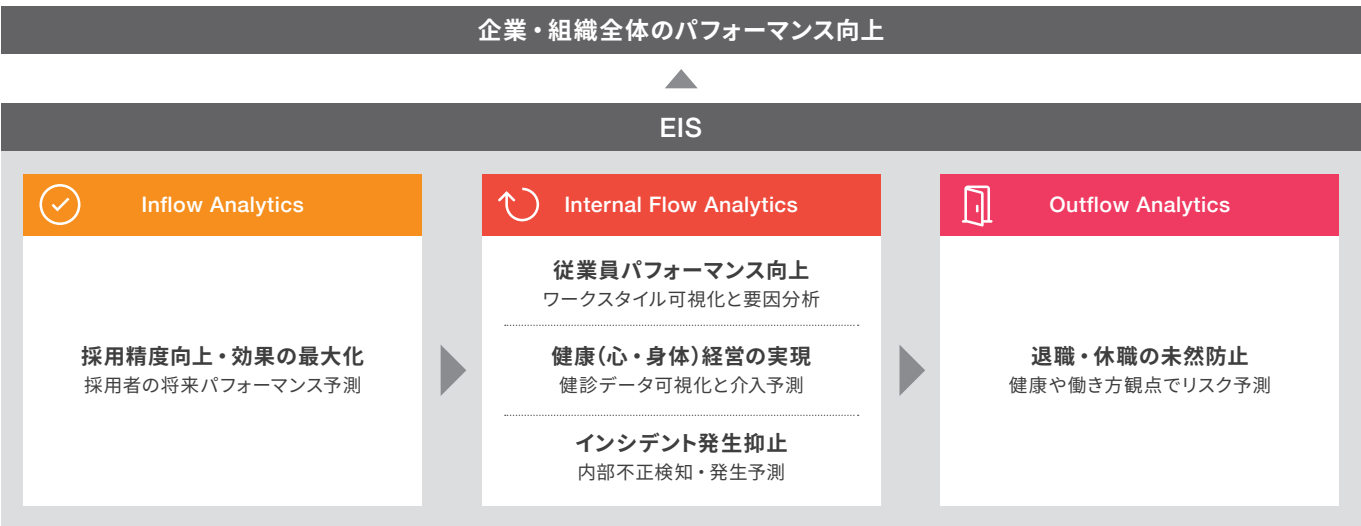 企業・組織全体のパフォーマンス向上
EIS
Inflow Analytics
採用精度向上・効果の最大化
採用者の将来パフォーマンス予測
Internal Flow Analytics
従業員パフォーマンス向上
ワークスタイル可視化と要因分析
健康(心・身体)経営の実現
健診データ可視化と介入予測
インシデント発生抑止
内部不正検知・発生予測
Outflow Analytics
退職・休職の未然防止
健康や働き方観点でリスク予測